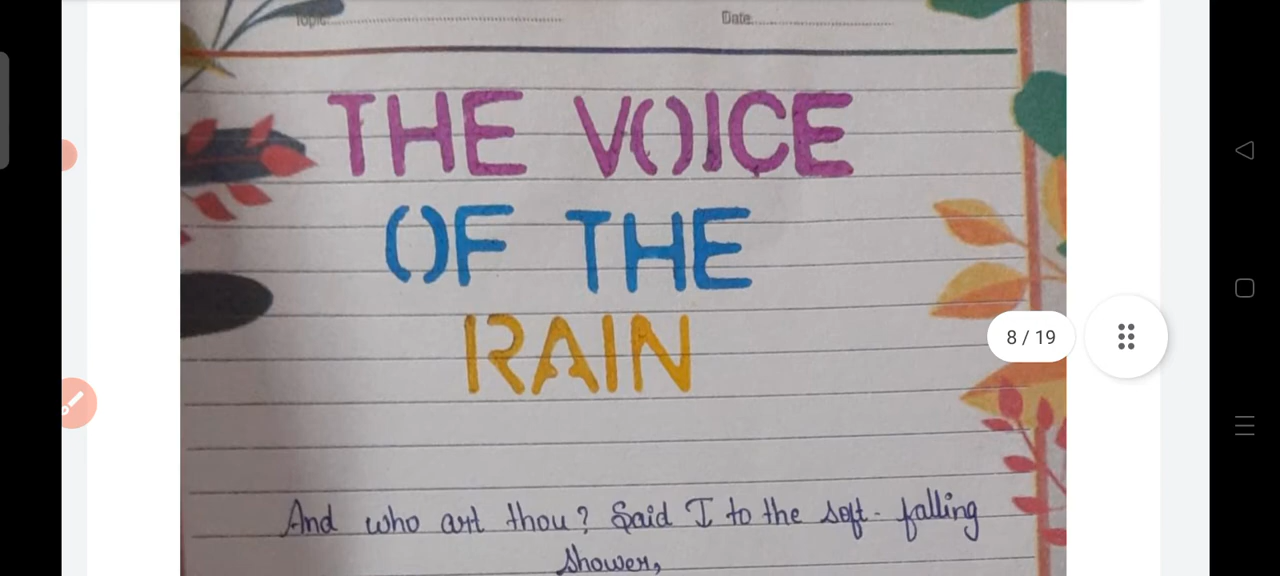 Topic:
Date
THE VOICE
OF THE
RAIN
8 / 19
And who art thou? Said I to the soft - falling
shower,